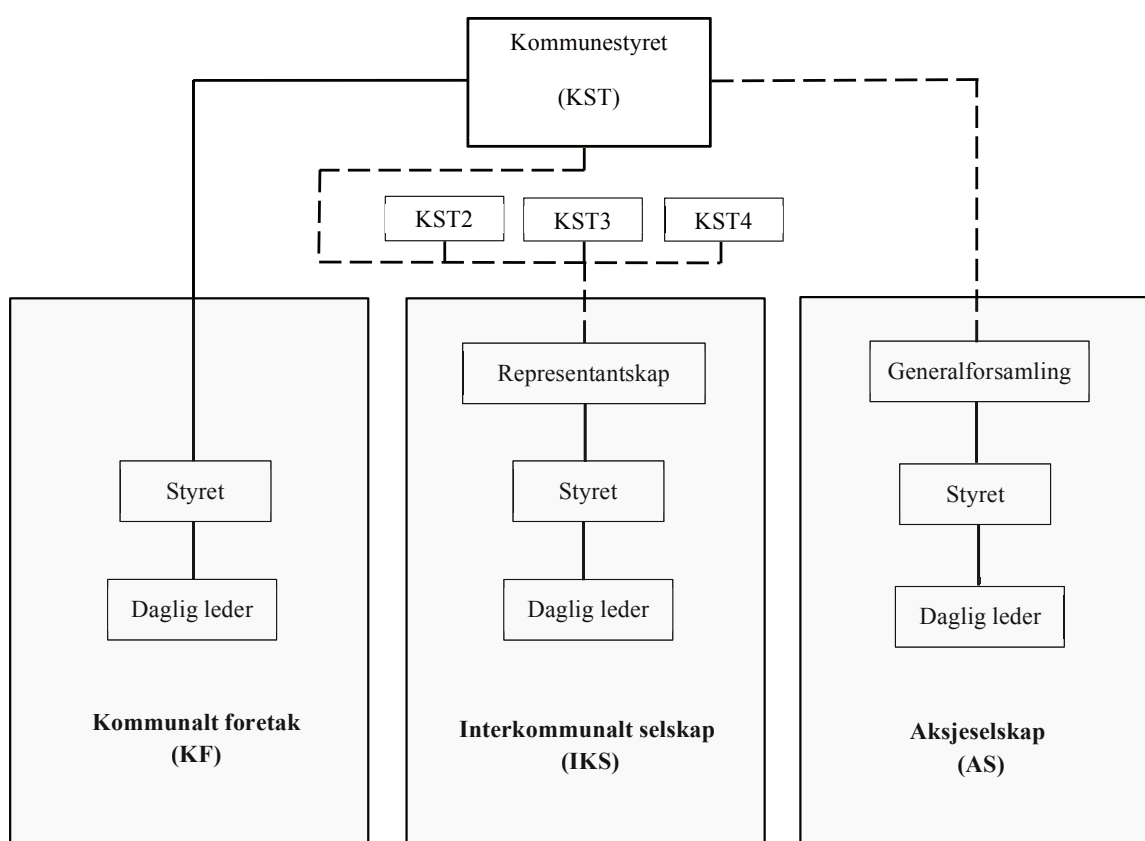 Kommunestyret
(KST)
KST2
KST3
KST4
Representantskap
Generalforsamling
Styret
Styret
Styret
Daglig leder
Daglig leder
Daglig leder
Kommunalt foretak
(KF)
Interkommunalt selskap
(IKS)
Aksjeselskap
(AS)